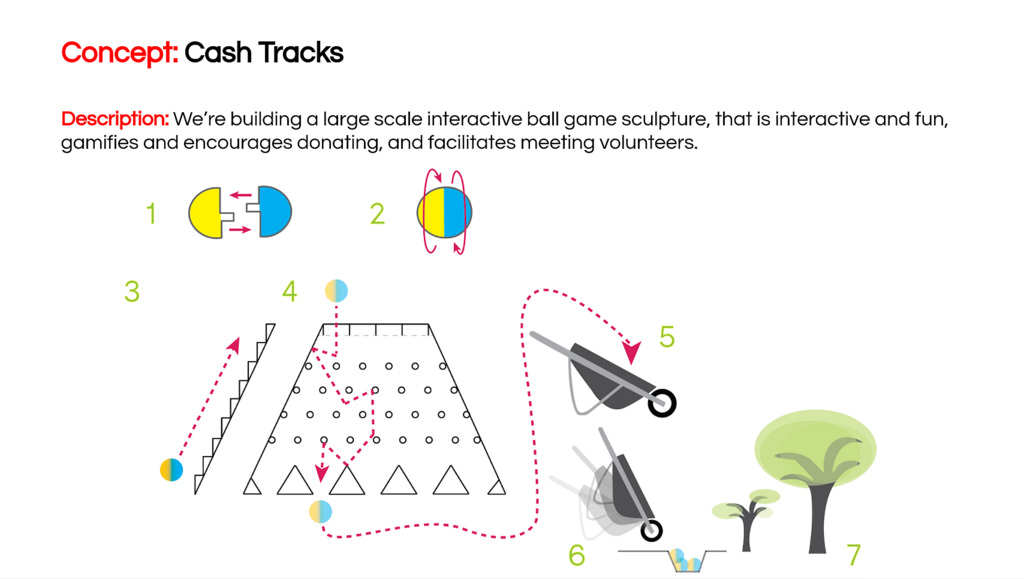 Concept: Cash Tracks
Description: We’re building a large scale interactive ball game sculpture, that is interactive and fun,
gamifies and encourages donating, and facilitates meeting volunteers.
1
2
3
4
5
6
7